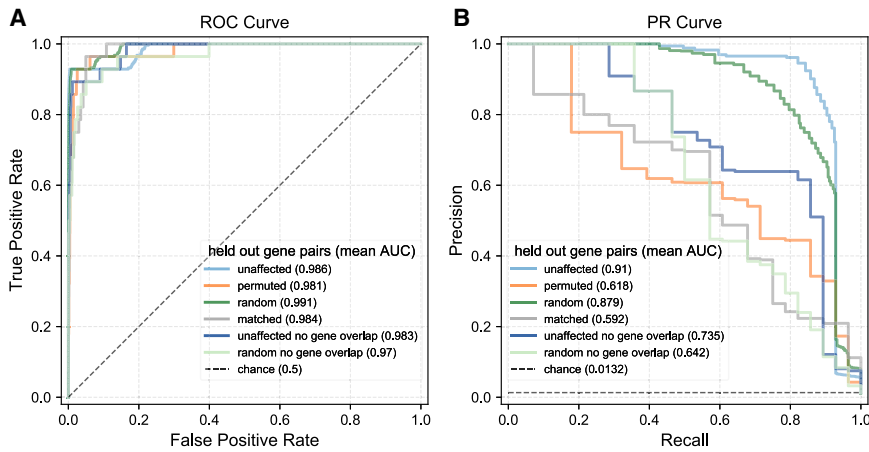 A
ROC Curve
1.0
0.8
0.6
0.4
0.2
0.0
True Positive Rate
held out gene pairs (mean AUC)
unaffected (0.986)
permuted (0.981)
random (0.991)
matched (0.984)
unaffected no gene overlap (0.983)
random no gene overlap (0.97)
chance (0.5)
0.0 0.2 0.4 0.6 0.8 1.0
False Positive Rate
B
PR Curve
1.0
0.8
0.6
0.4
0.2
0.0
Precision
held out gene pairs (mean AUC)
unaffected (0.91)
permuted (0.618)
random (0.879)
matched (0.592)
unaffected no gene overlap (0.735)
random no gene overlap (0.642)
chance (0.0132)
0.0 0.2 0.4 0.6 0.8 1.0
Recall